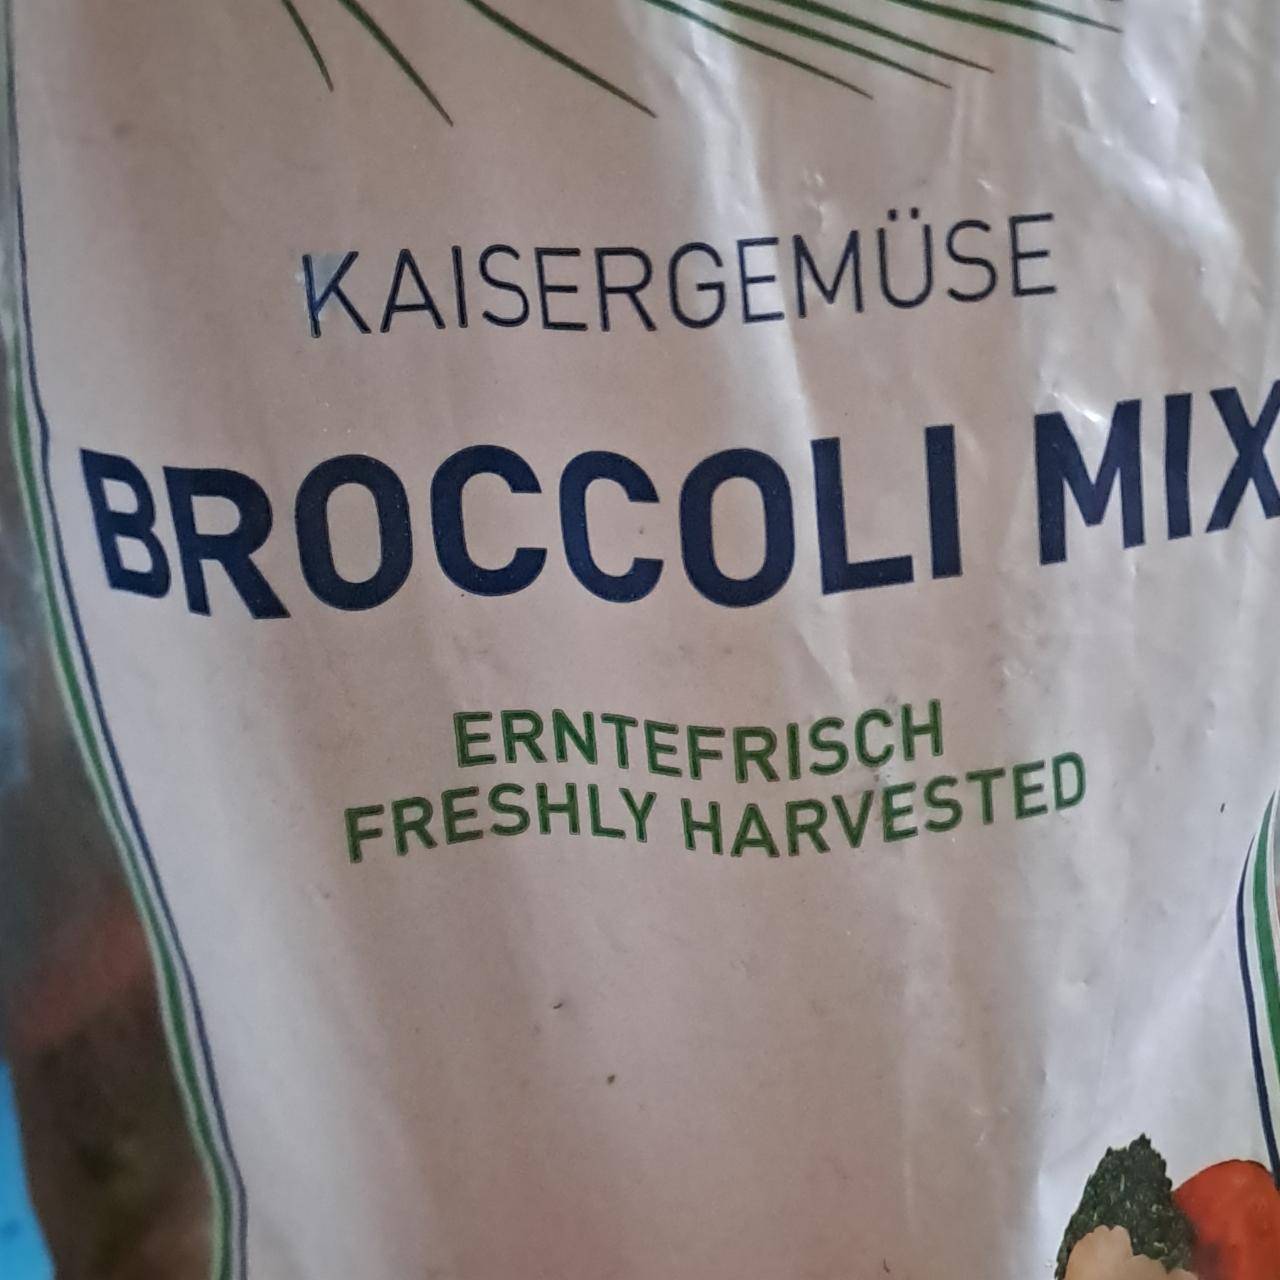 KAISERGEMÜSE
BROCCOLI MIX
ERNTEFRISCH
FRESHLY HARVESTED